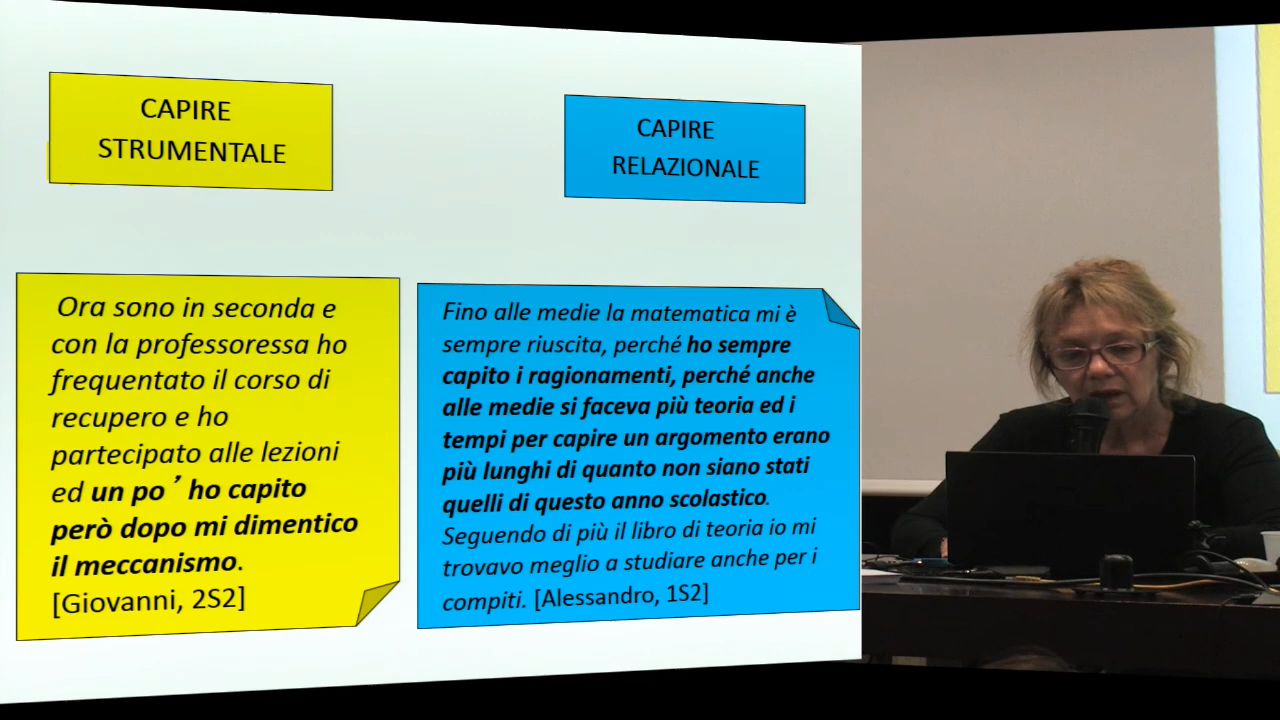 CAPIRE
STRUMENTALE
CAPIRE
RELAZIONALE
Ora sono in seconda e
con la professoressa ho
frequentato il corso di
recupero e ho
partecipato alle lezioni
ed un po’ ho capito
però dopo mi dimentico
il meccanismo.
[Giovanni, 2S2]
Fino alle medie la matematica mi è
sempre riuscita, perché ho sempre
capito i ragionamenti, perché anche
alle medie si faceva più teoria ed i
tempi per capire un argomento erano
più lunghi di quanto non siano stati
quelli di questo anno scolastico.
Seguendo di più il libro di teoria io mi
trovavo meglio a studiare anche per i
compiti. [Alessandro, 1S2]